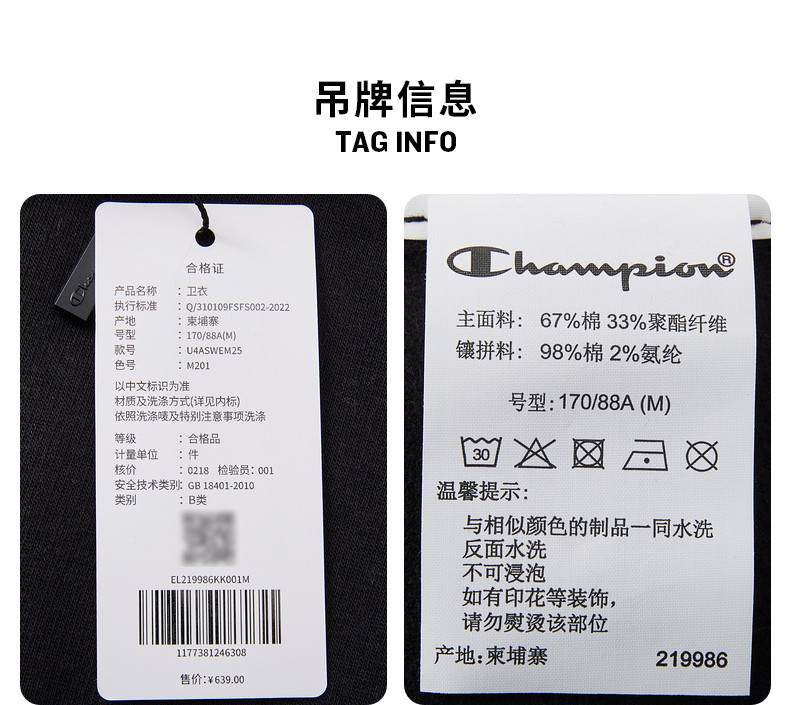 吊牌信息
TAG INFO
合格证
产品名称 : 卫衣
执行标准 : Q/310109FSFS002-2022
产地 : 柬埔寨
号型 : 170/88A(M)
款号 : U4ASWEM25
色号 : M201
以中文标识为准
材质及洗涤方式(详见内标)
依照洗涤唛及特别注意事项洗涤
等级 : 合格品
计量单位 : 件
核价 : 0218 检验员: 001
安全技术类别: GB 18401-2010
类别 : B类
EL219986KK001M
1177381246308
售价:¥639.00
Champion®
主面料: 67%棉 33%聚酯纤维
镶拼料: 98%棉 2%氨纶
号型:170/88A (M)
30
温馨提示:
与相似颜色的制品一同水洗
反面水洗
不可浸泡
如有印花等装饰,
请勿熨烫该部位
产地:柬埔寨 219986